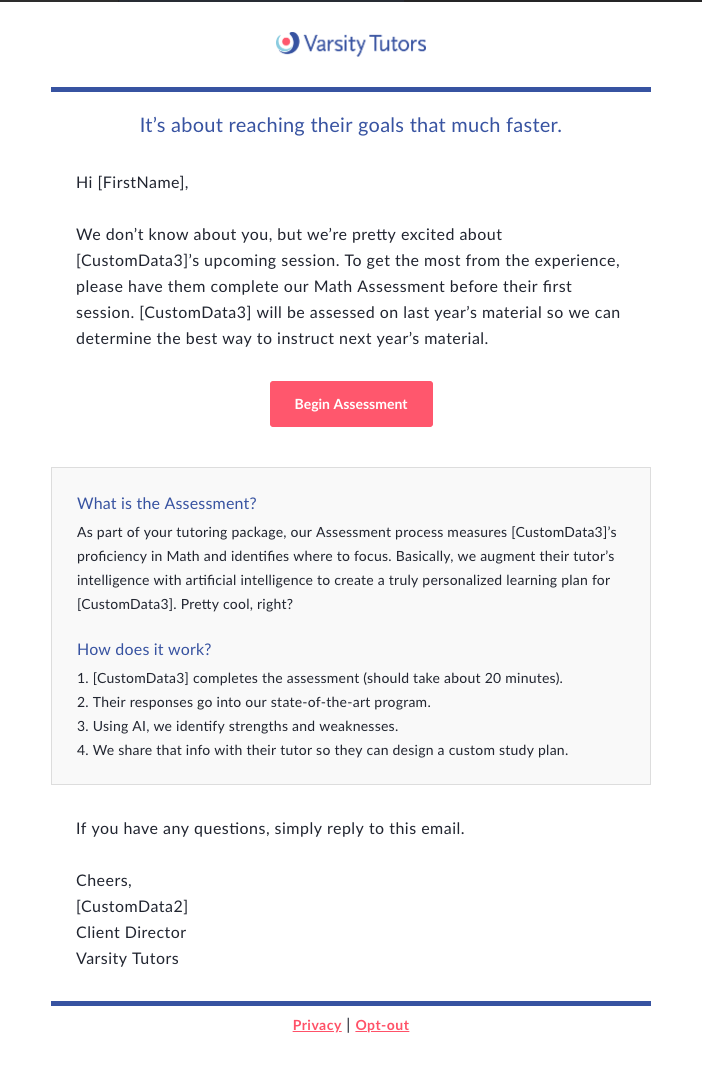 Varsity Tutors
It’s about reaching their goals that much faster.
Hi [FirstName],
We don’t know about you, but we’re pretty excited about
[CustomData3]’s upcoming session. To get the most from the experience,
please have them complete our Math Assessment before their first
session. [CustomData3] will be assessed on last year’s material so we can
determine the best way to instruct next year’s material.
Begin Assessment
What is the Assessment?
As part of your tutoring package, our Assessment process measures [CustomData3]’s
proficiency in Math and identifies where to focus. Basically, we augment their tutor’s
intelligence with artificial intelligence to create a truly personalized learning plan for
[CustomData3]. Pretty cool, right?
How does it work?
1. [CustomData3] completes the assessment (should take about 20 minutes).
2. Their responses go into our state-of-the-art program.
3. Using AI, we identify strengths and weaknesses.
4. We share that info with their tutor so they can design a custom study plan.
If you have any questions, simply reply to this email.
Cheers,
[CustomData2]
Client Director
Varsity Tutors
Privacy | Opt-out